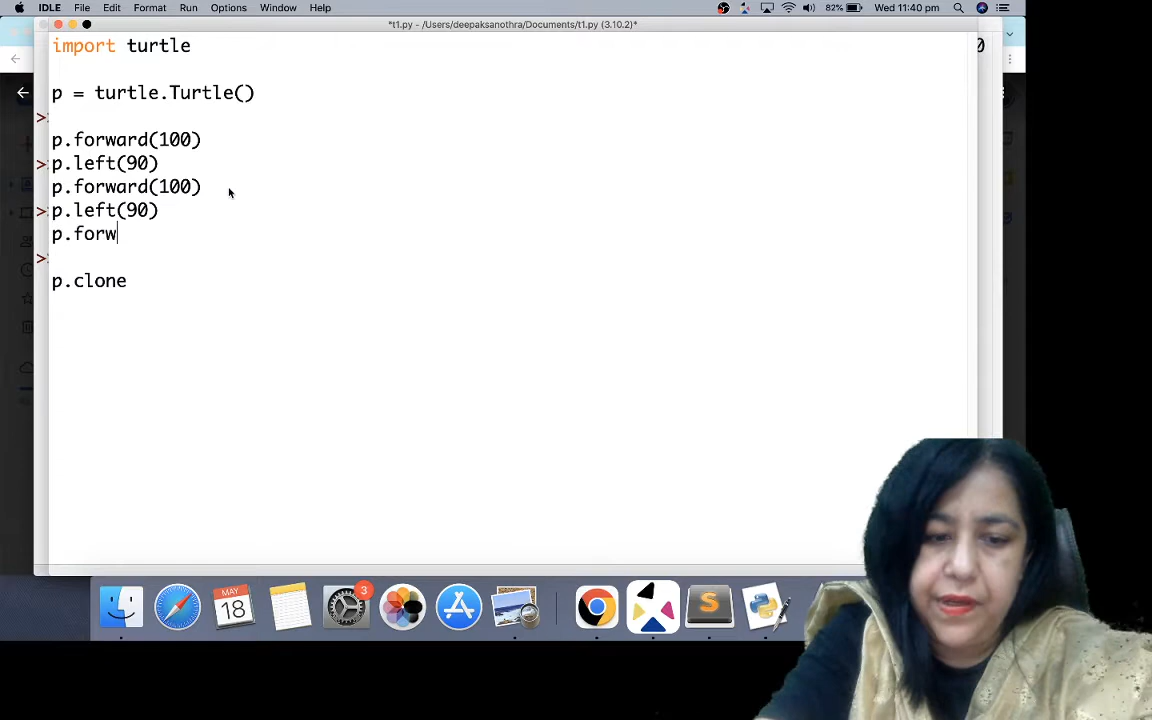 IDLE File Edit Format Run Options Window Help 82% Wed 11:40 pm
*t1.py - /Users/deepaksanothra/Documents/t1.py (3.10.2)*
import turtle
p = turtle.Turtle()
>
p.forward(100)
>p.left(90)
p.forward(100)
>p.left(90)
p.forw
>
p.clone
0
3
MAY
18
S